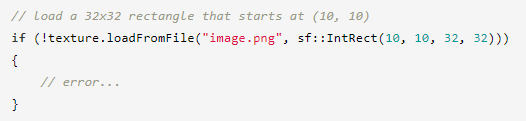 // load a 32x32 rectangle that starts at (10, 10)
if (!texture.loadFromFile("image.png", sf::IntRect(10, 10, 32, 32)))
{
    // error...
}